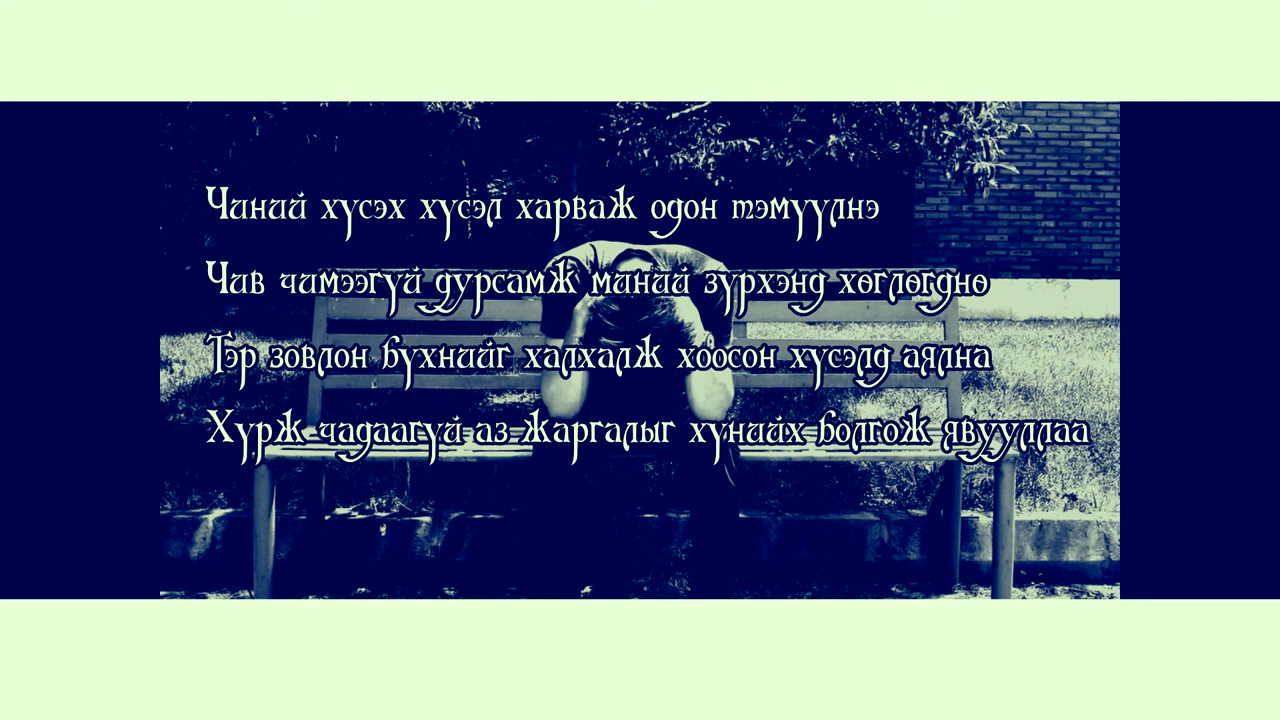 Чиний хүсэх хүсэл харваж одон тэмүүлнэ
Чив чимээгүй дурсамж миний зүрхэнд хөглөгднө
Тэр зовлон бүхнийг халхалж хоосон хүсэлд аялна
Хүрж чадаагүй аз жаргалыг хүнийх болгож явууллаа